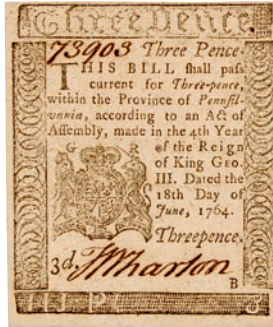 Three Pence.
73903 Three Pence.
THIS BILL shall pass
current for Three-pence,
within the Province of Pennsil-
vania, according to an Act of
Assembly, made in the 4th Year
G R of the Reign
of King Geo.
III. Dated the
18th Day of
June, 1764.
Threepence.
3d. Wharton
B